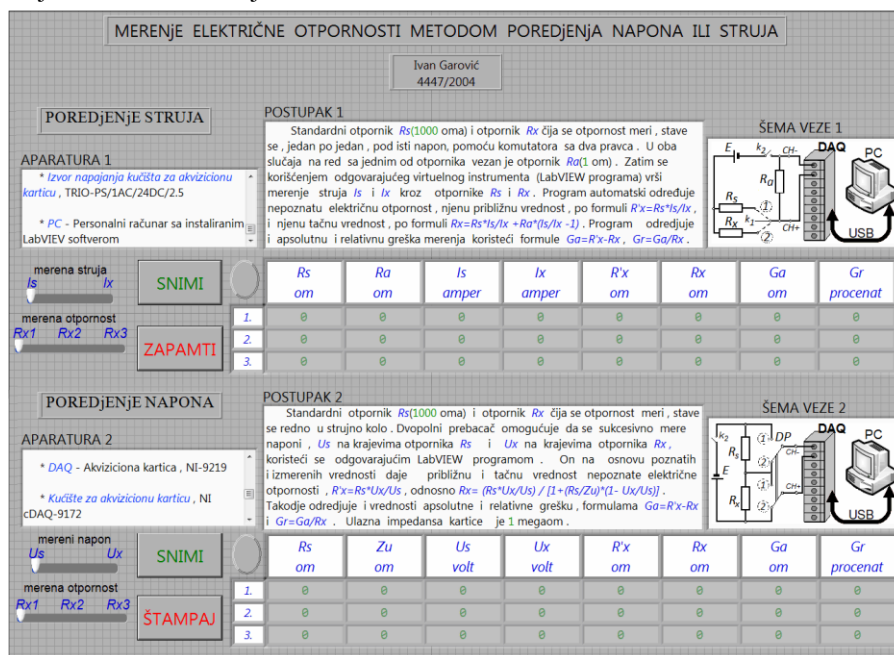 MERENjE ELEKTRIČNE OTPORNOSTI METODOM POREDjENjA NAPONA ILI STRUJA
Ivan Garović
4447/2004
POREDjENjE STRUJA
APARATURA 1
* Izvor napajanja kučišta za akvizicionu
karticu , TRIO-PS/1AC/24DC/2.5
* PC - Personalni računar sa instaliranim
LabVIEV softverom
POSTUPAK 1
Standardni otpornik Rs(1000 oma) i otpornik Rx čija se otpornost meri , stave
se , jedan po jedan , pod isti napon, pomoću komutatora sa dva pravca . U oba
slučaja na red sa jednim od otpornika vezan je otpornik Ra(1 om) . Zatim se
korišćenjem odgovarajućeg virtuelnog instrumenta (LabVIEW programa) vrši
merenje struja Is i Ix kroz otpornike Rs i Rx . Program automatski određuje
nepoznatu električnu otpornost , njenu približnu vrednost , po formuli R'x=Rs*Is/Ix ,
i njenu tačnu vrednost , po formuli Rx=Rs*Is/Ix +Ra*(Is/Ix -1) . Program odredjuje
i apsolutnu i relativnu greška merenja koristeći formule Ga=R'x-Rx , Gr=Ga/Rx .
ŠEMA VEZE 1
E k₂ CH- DAQ PC
Ra
Rs 1
Rx k₁ 2 CH+
USB
merena struja
Is Ix
SNIMI
merena otpornost
Rx1 Rx2 Rx3
ZAPAMTI
Rs Ra Is Ix R'x Rx Ga Gr
om om amper amper om om om procenat
1. 0 0 0 0 0 0 0 0
2. 0 0 0 0 0 0 0 0
3. 0 0 0 0 0 0 0 0
POREDjENjE NAPONA
APARATURA 2
* DAQ - Akviziciona kartica , NI-9219
* Kućište za akvizicionu karticu , NI
cDAQ-9172
POSTUPAK 2
Standardni otpornik Rs(1000 oma) i otpornik Rx čija se otpornost meri , stave
se redno u strujno kolo . Dvopolni prebacač omogućuje da se sukcesivno mere
naponi , Us na krajevima otpornika Rs i Ux na krajevima otpornika Rx ,
koristeći se odgovarajućim LabVIEW programom . On na osnovu poznatih
i izmerenih vrednosti daje približnu i tačnu vrednost nepoznate električne
otpornosti , R'x=Rs*Ux/Us , odnosno Rx= (Rs*Ux/Us) / [1+(Rs/Zu)*(1- Ux/Us)] .
Takodje odredjuje i vrednosti apsolutne i relativne grešku , formulama Ga=R'x-Rx
i Gr=Ga/Rx . Ulazna impedansa kartice je 1 megaom .
ŠEMA VEZE 2
k₂ 1 DP DAQ PC
Rs 2 CH-
E
1 CH+
Rx 2
USB
mereni napon
Us Ux
SNIMI
merena otpornost
Rx1 Rx2 Rx3
ŠTAMPAJ
Rs Zu Us Ux R'x Rx Ga Gr
om om volt volt om om om procenat
1. 0 0 0 0 0 0 0 0
2. 0 0 0 0 0 0 0 0
3. 0 0 0 0 0 0 0 0